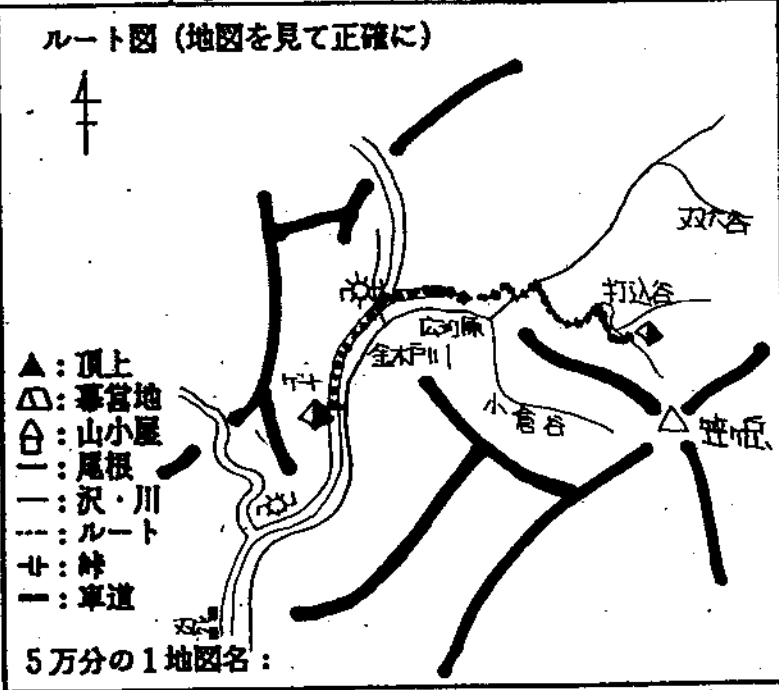 ルート図 (地図を見て正確に)
双六谷
打込谷
広河原
金木戸川
ゲート
小倉谷
笠ヶ岳
▲: 頂上
: 幕営地
: 山小屋
━: 尾根
─: 沢・川
---: ルート
: 峠
: 車道
5万分の1地図名: